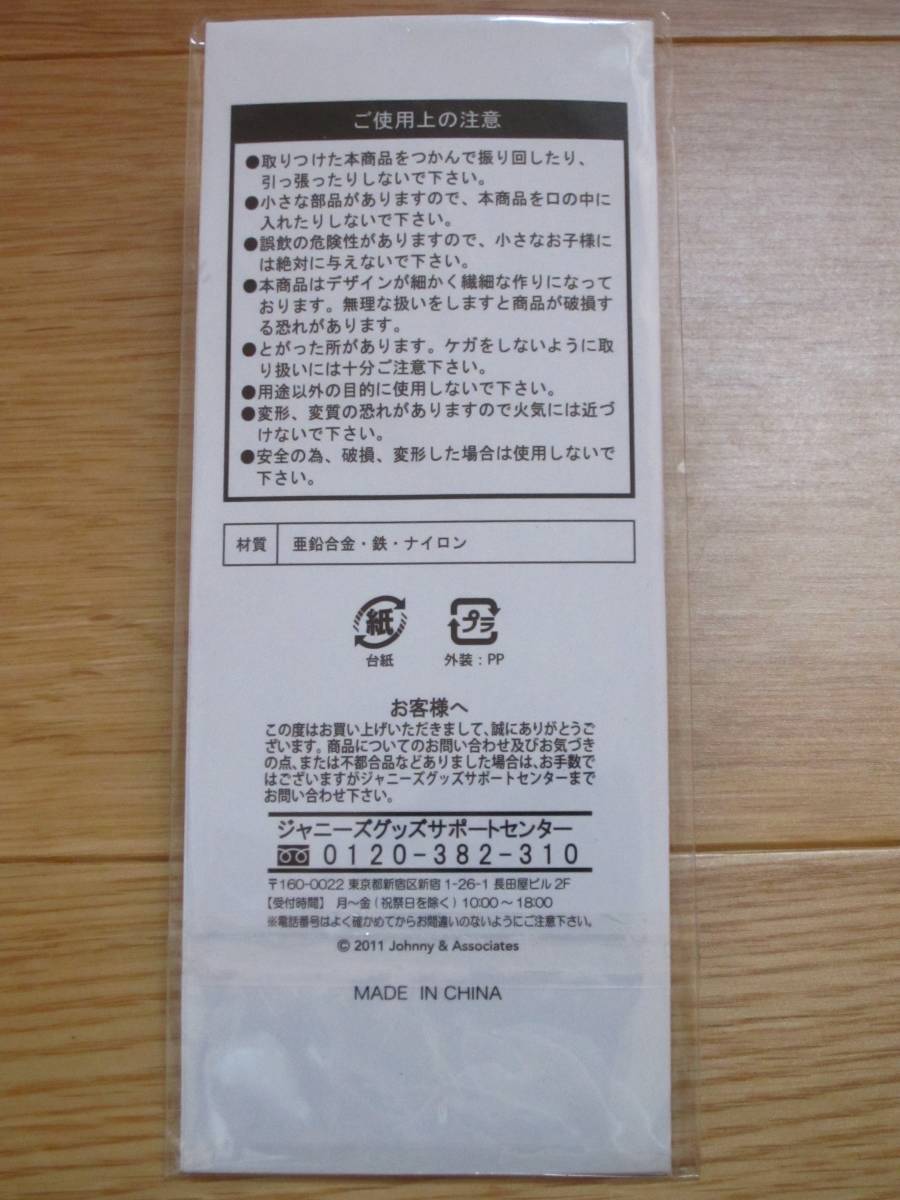 ご使用上の注意
●取りつけた本商品をつかんで振り回したり、
引っ張ったりしないで下さい。
●小さな部品がありますので、本商品を口の中に
入れたりしないで下さい。
●誤飲の危険性がありますので、小さなお子様に
は絶対に与えないで下さい。
●本商品はデザインが細かく繊細な作りになって
おります。無理な扱いをしますと商品が破損す
る恐れがあります。
●とがった所があります。ケガをしないように取
り扱いには十分ご注意下さい。
●用途以外の目的に使用しないで下さい。
●変形、変質の恐れがありますので火気には近づ
けないで下さい。
●安全の為、破損、変形した場合は使用しないで
下さい。
材質 亜鉛合金・鉄・ナイロン
紙 プラ
台紙 外装：PP
お客様へ
この度はお買い上げいただきまして、誠にありがとうご
ざいます。商品についてのお問い合わせ及びお気づき
の点、または不都合品などありました場合は、お手数で
はございますがジャニーズグッズサポートセンターまで
お問い合わせ下さい。
ジャニーズグッズサポートセンター
0120-382-310
〒160-0022 東京都新宿区新宿 1-26-1 長田屋ビル 2F
【受付時間】 月～金（祝祭日を除く）10:00～18:00
※電話番号はよく確かめてからお間違いのないようにご注意下さい。
© 2011 Johnny & Associates
MADE IN CHINA